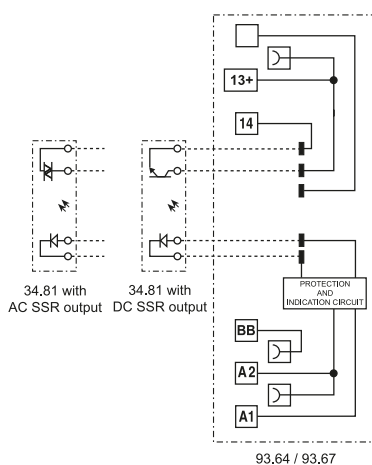 13+
14
34.81 with
AC SSR output
34.81 with
DC SSR output
PROTECTION
AND
INDICATION CIRCUIT
BB
A2
A1
93.64 / 93.67